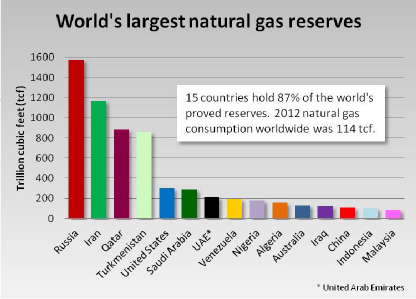 World's largest natural gas reserves
Trillion cubic feet (tcf)
1600
1400
1200
1000
800
600
400
200
0
15 countries hold 87% of the world's
proved reserves. 2012 natural gas
consumption worldwide was 114 tcf.
Russia
Iran
Qatar
Turkmenistan
United States
Saudi Arabia
UAE*
Venezuela
Nigeria
Algeria
Australia
Iraq
China
Indonesia
Malaysia
* United Arab Emirates